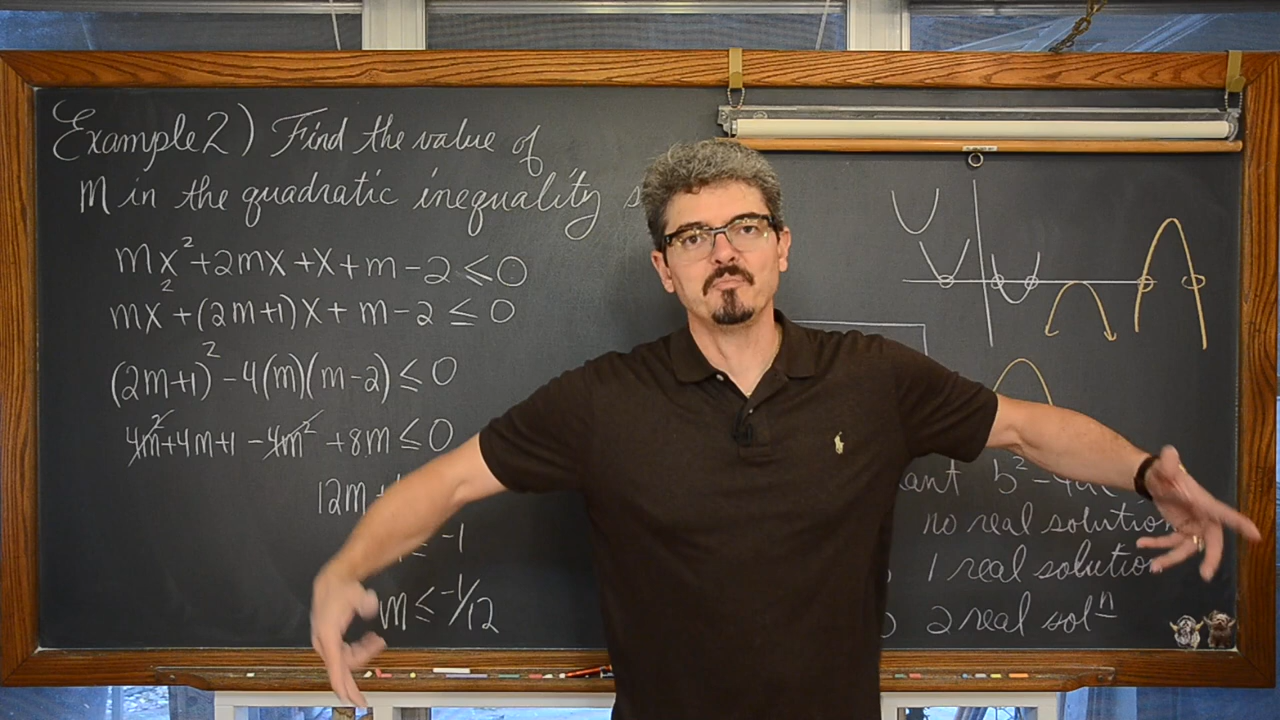 Example 2) Find the value of
m in the quadratic inequality
mx²+2mx+x+m-2≤0
mx²+(2m+1)x+m-2≤0
(2m+1)²-4(m)(m-2)≤0
4m²+4m+1-4m²+8m≤0
12m
-1
m≤-1/12
b²-4ac
no real solution
1 real solution
2 real solⁿ